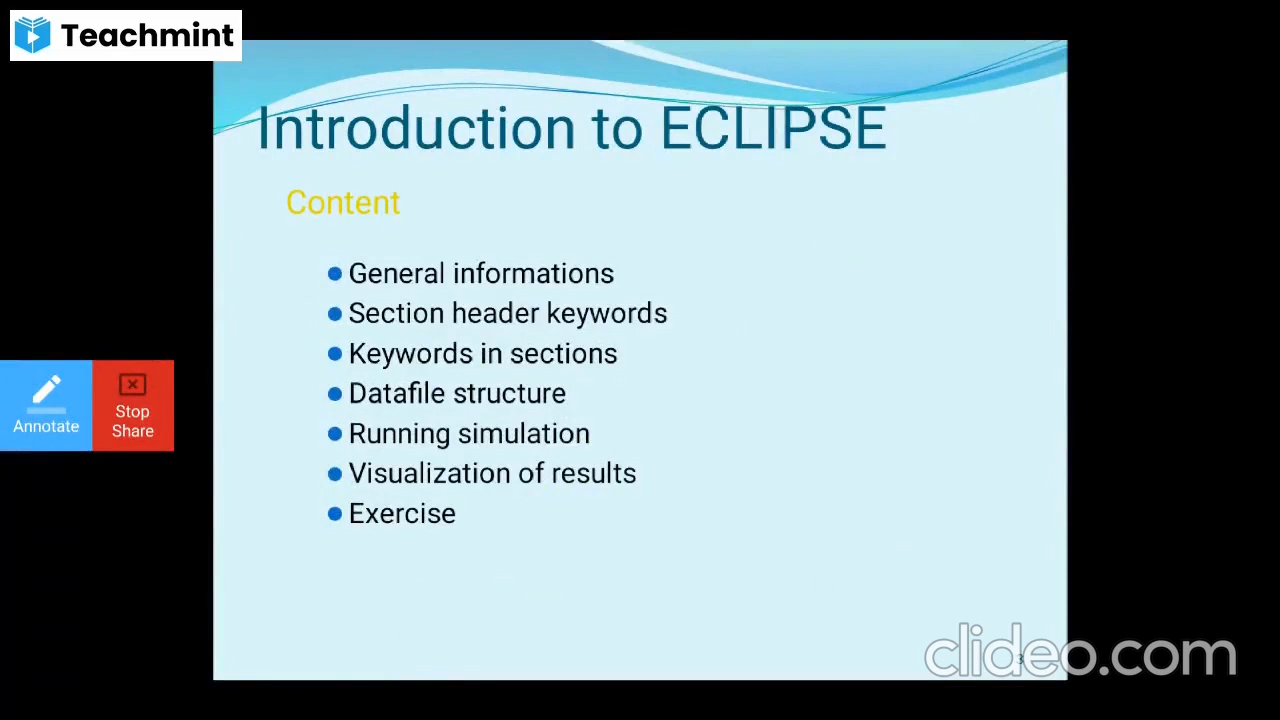 Teachmint
Introduction to ECLIPSE
Content
General informations
Section header keywords
Keywords in sections
Datafile structure
Running simulation
Visualization of results
Exercise
Annotate
Stop
Share
3
clideo.com